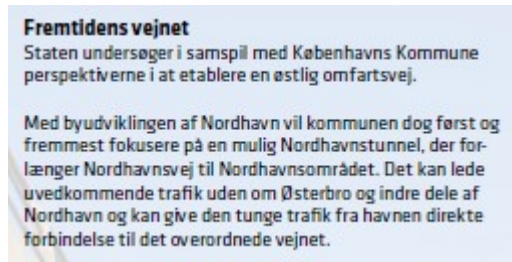 Fremtidens vejnet
Staten undersøger i samspil med Københavns Kommune
perspektiverne i at etablere en østlig omfartsvej.
Med byudviklingen af Nordhavn vil kommunen dog først og
fremmest fokusere på en mulig Nordhavnstunnel, der for-
længer Nordhavnsvej til Nordhavnsområdet. Det kan lede
uvedkommende trafik uden om Østerbro og indre dele af
Nordhavn og kan give den tunge trafik fra havnen direkte
forbindelse til det overordnede vejnet.